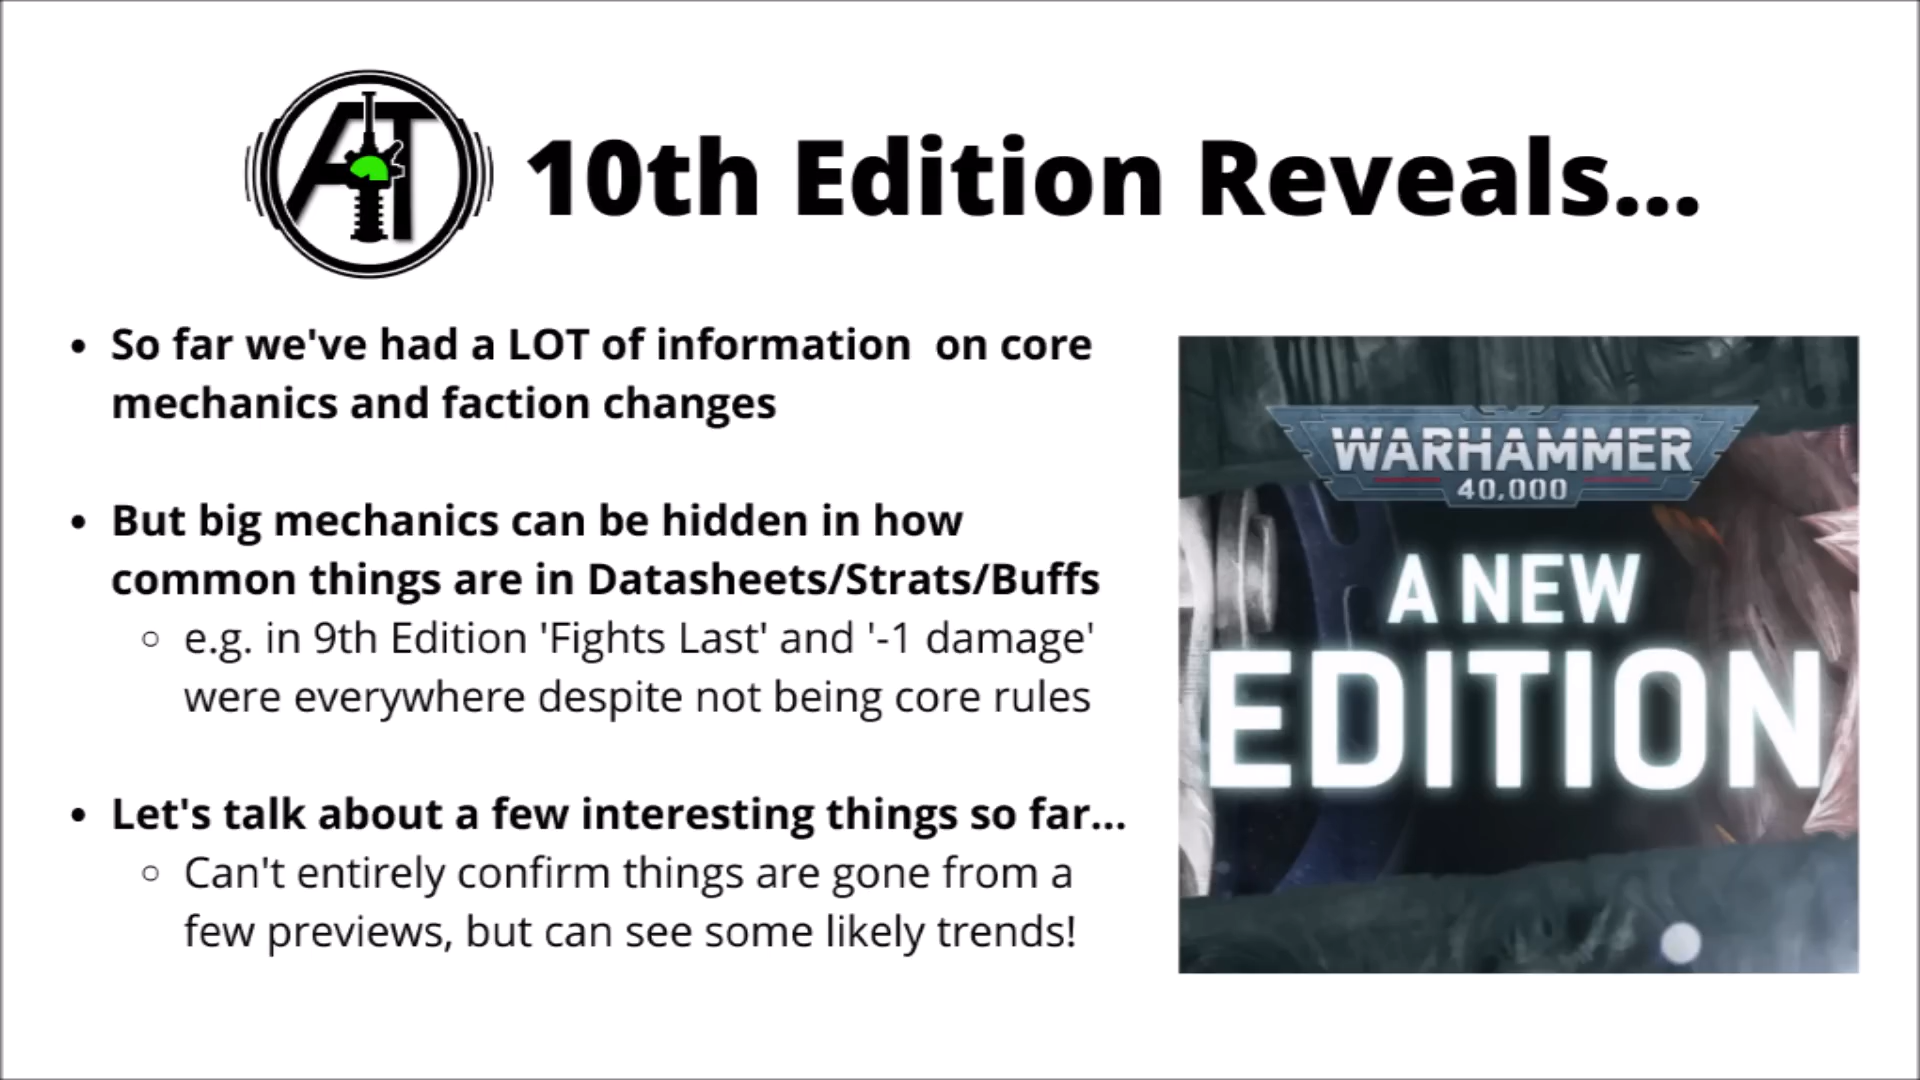 AT
10th Edition Reveals...
• So far we've had a LOT of information  on core
mechanics and faction changes
• But big mechanics can be hidden in how
common things are in Datasheets/Strats/Buffs
○ e.g. in 9th Edition 'Fights Last' and '-1 damage'
were everywhere despite not being core rules
• Let's talk about a few interesting things so far...
○ Can't entirely confirm things are gone from a
few previews, but can see some likely trends!
WARHAMMER
40,000
A NEW
EDITION